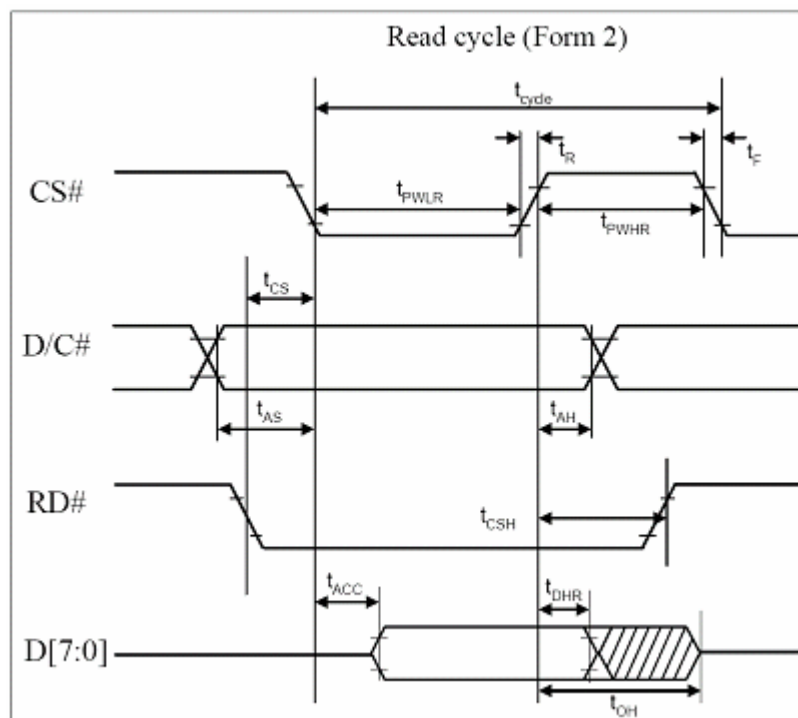 Read cycle (Form 2)
tcycle
tR
tF
CS#
tPWLR
tPWHR
tCS
D/C#
tAS
tAH
RD#
tCSH
tACC
tDHR
D[7:0]
tOH